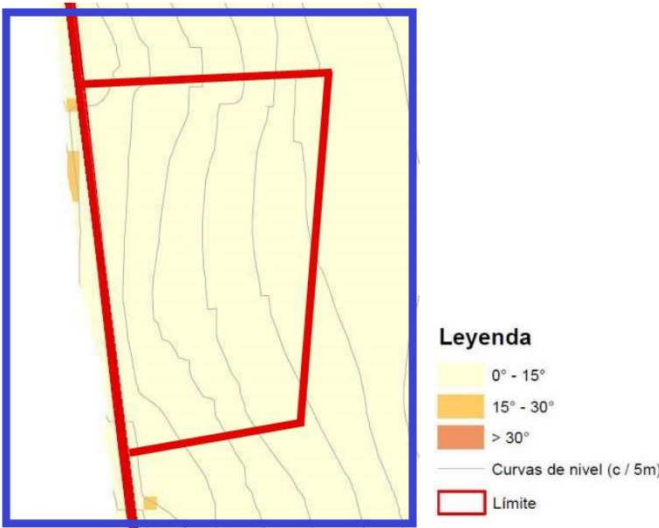 Leyenda
0° - 15°
15° - 30°
> 30°
Curvas de nivel (c / 5m)
Límite